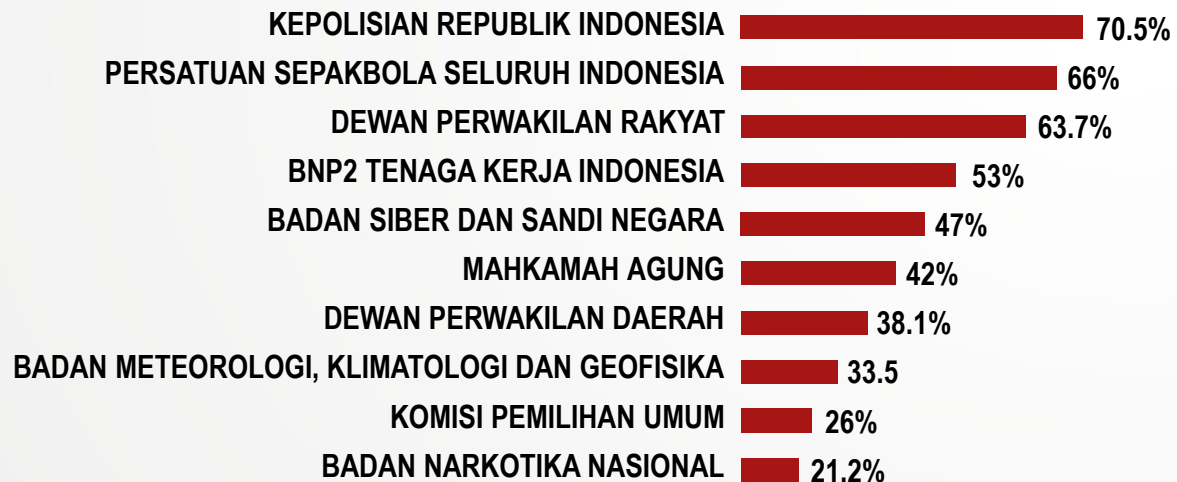 KEPOLISIAN REPUBLIK INDONESIA 70.5%
PERSATUAN SEPAKBOLA SELURUH INDONESIA 66%
DEWAN PERWAKILAN RAKYAT 63.7%
BNP2 TENAGA KERJA INDONESIA 53%
BADAN SIBER DAN SANDI NEGARA 47%
MAHKAMAH AGUNG 42%
DEWAN PERWAKILAN DAERAH 38.1%
BADAN METEOROLOGI, KLIMATOLOGI DAN GEOFISIKA 33.5
KOMISI PEMILIHAN UMUM 26%
BADAN NARKOTIKA NASIONAL 21.2%